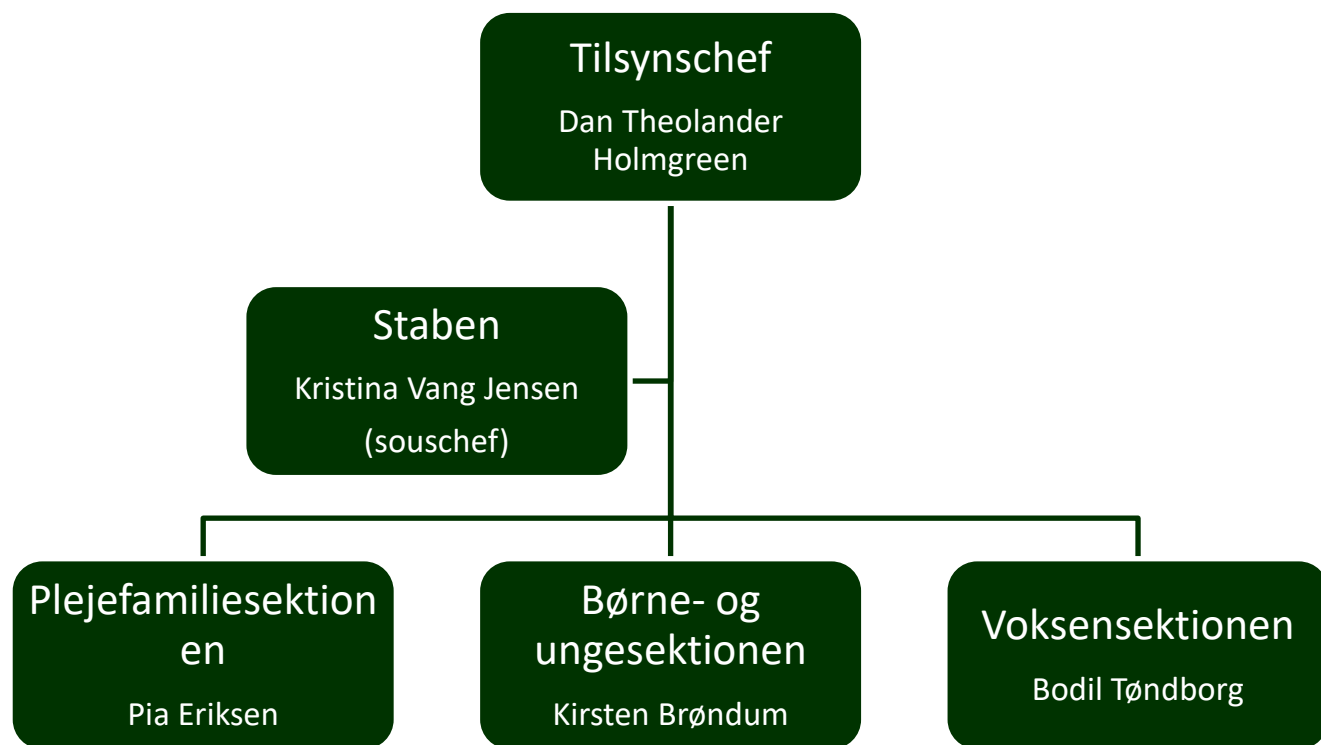 Tilsynschef
Dan Theolander
Holmgreen
Staben
Kristina Vang Jensen
(souschef)
Plejefamiliesektion
en
Pia Eriksen
Børne- og
ungesektionen
Kirsten Brøndum
Voksensektionen
Bodil Tøndborg